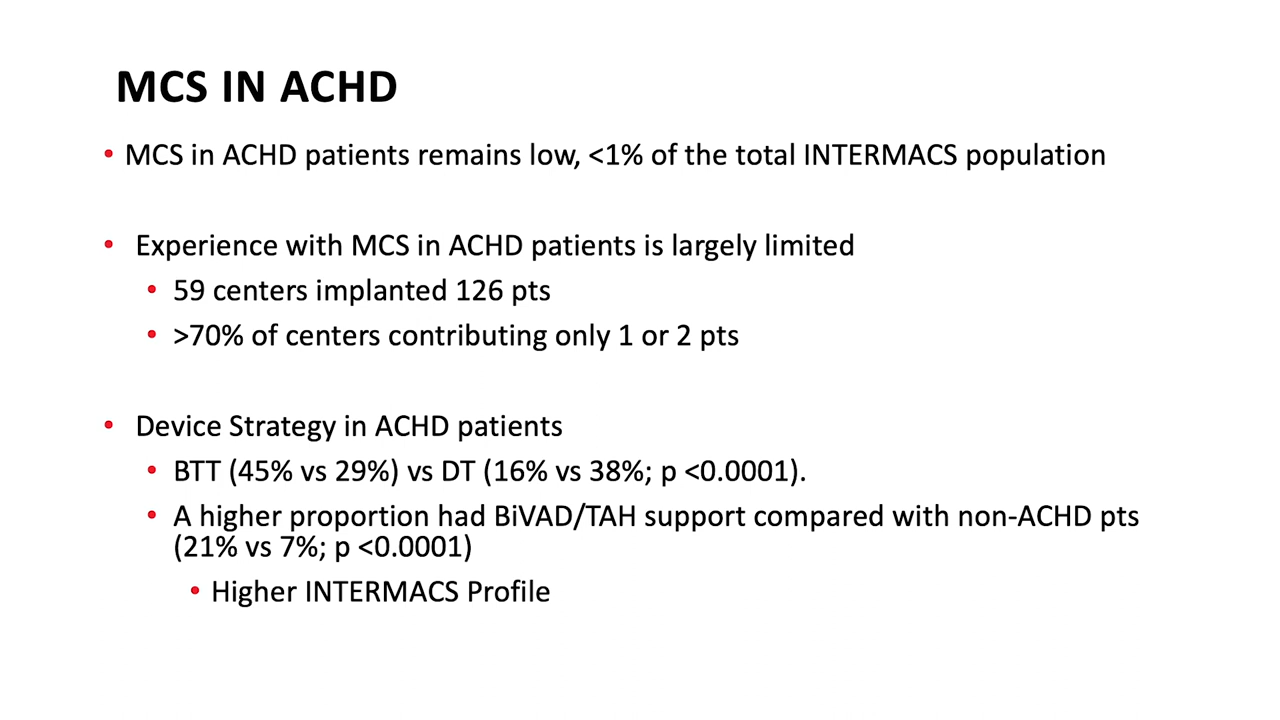 MCS IN ACHD
• MCS in ACHD patients remains low, <1% of the total INTERMACS population
• Experience with MCS in ACHD patients is largely limited
• 59 centers implanted 126 pts
• >70% of centers contributing only 1 or 2 pts
• Device Strategy in ACHD patients
• BTT (45% vs 29%) vs DT (16% vs 38%; p <0.0001).
• A higher proportion had BiVAD/TAH support compared with non-ACHD pts
(21% vs 7%; p <0.0001)
• Higher INTERMACS Profile